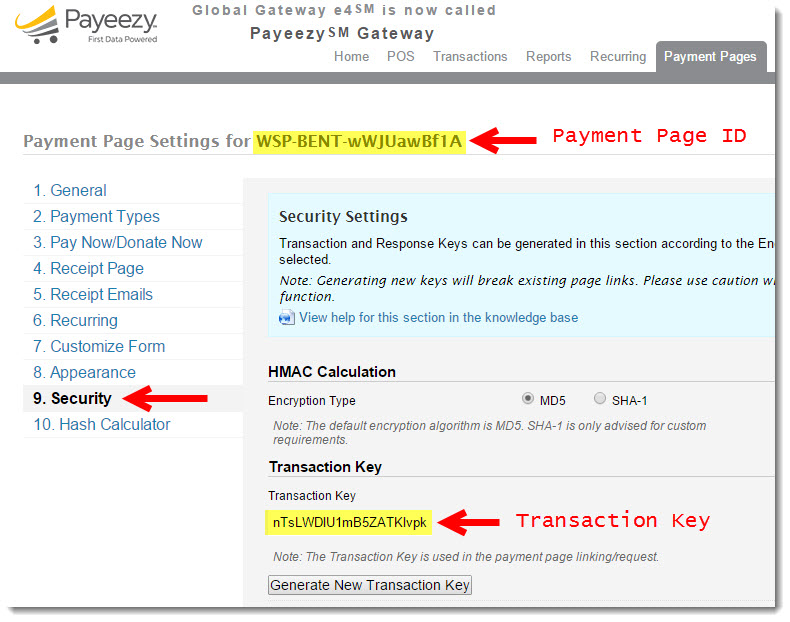 Payeezy
First Data Powered
Global Gateway e4SM is now called
PayeezySM Gateway
Home POS Transactions Reports Recurring Payment Pages
Payment Page Settings for WSP-BENT-wWJUawBf1A
Payment Page ID
1. General
2. Payment Types
3. Pay Now/Donate Now
4. Receipt Page
5. Receipt Emails
6. Recurring
7. Customize Form
8. Appearance
9. Security
10. Hash Calculator
Security Settings
Transaction and Response Keys can be generated in this section according to the En
selected.
Note: Generating new keys will break existing page links. Please use caution w
function.
View help for this section in the knowledge base
HMAC Calculation
Encryption Type MD5 SHA-1
Note: The default encryption algorithm is MD5. SHA-1 is only advised for custom
requirements.
Transaction Key
Transaction Key
nTsLWDIU1mB5ZATKIvpk
Transaction Key
Note: The Transaction Key is used in the payment page linking/request.
Generate New Transaction Key